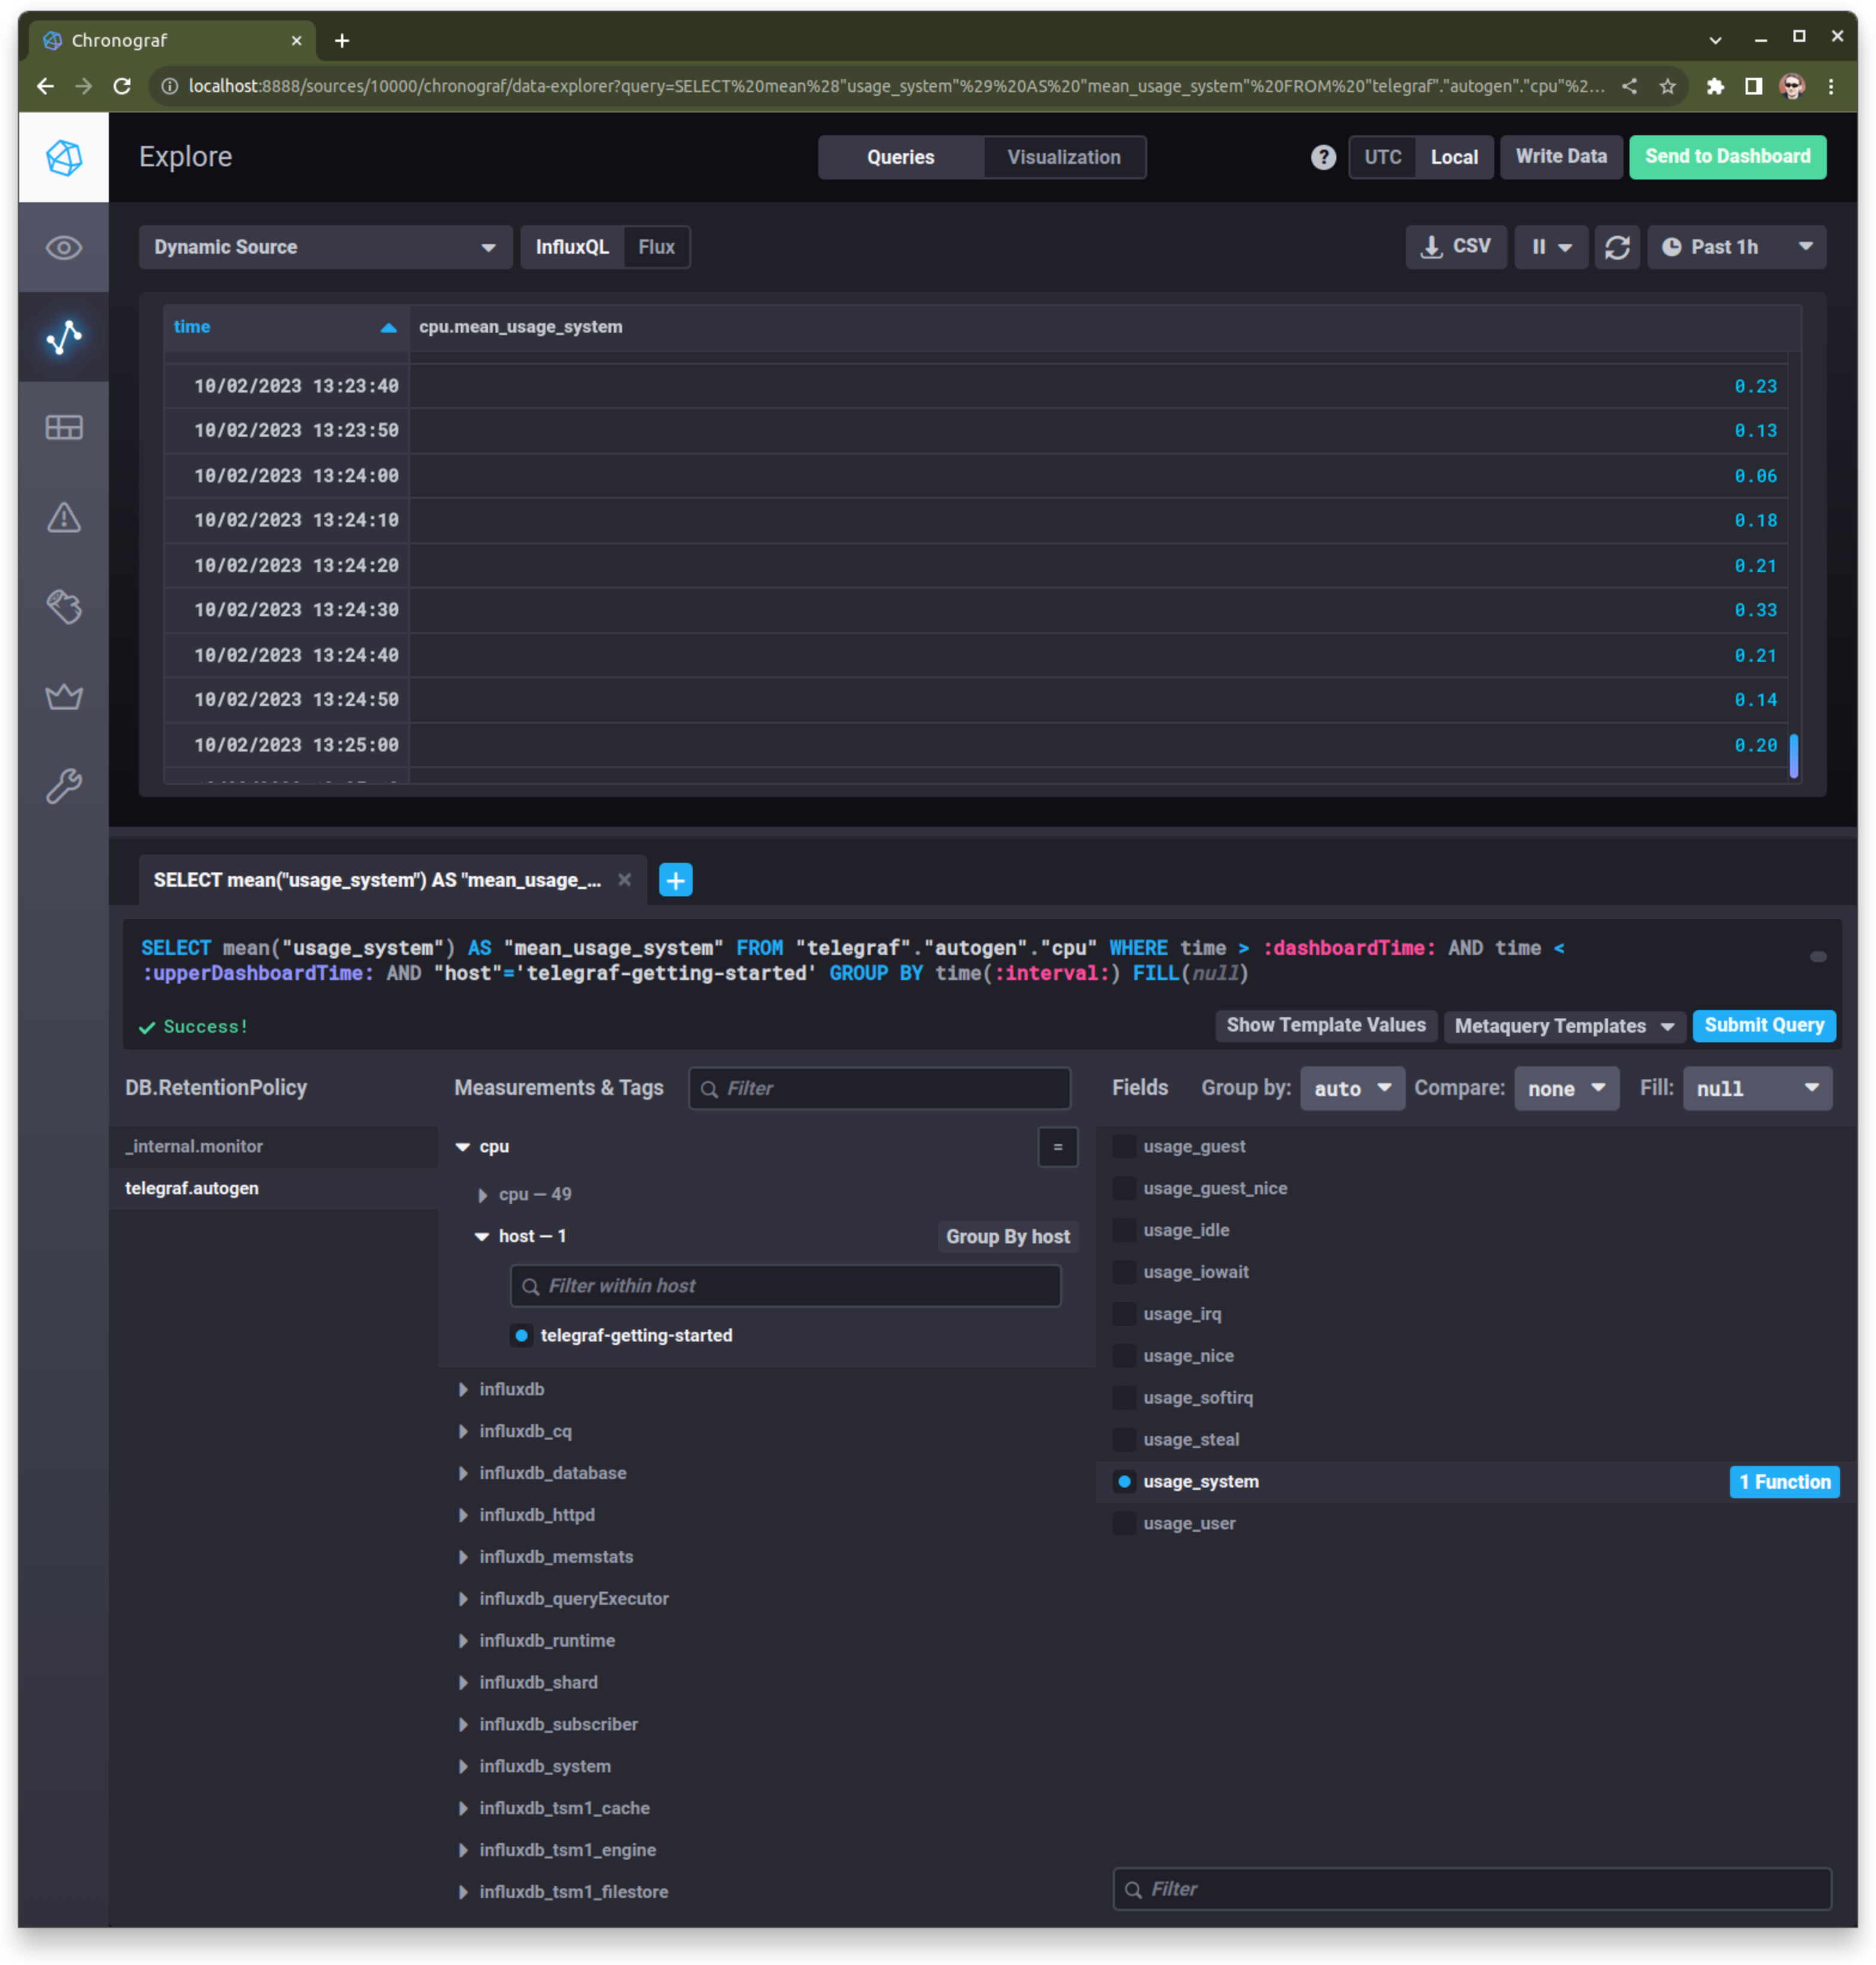 Chronograf
localhost:8888/sources/10000/chronograf/data-explorer?query=SELECT%20mean%28"usage_system"%29%20AS%20"mean_usage_system"%20FROM%20"telegraf"."autogen"."cpu"%2...
Explore
Queries
Visualization
?
UTC
Local
Write Data
Send to Dashboard
Dynamic Source
InfluxQL
Flux
CSV
Past 1h
time
cpu.mean_usage_system
10/02/2023 13:23:40 0.23
10/02/2023 13:23:50 0.13
10/02/2023 13:24:00 0.06
10/02/2023 13:24:10 0.18
10/02/2023 13:24:20 0.21
10/02/2023 13:24:30 0.33
10/02/2023 13:24:40 0.21
10/02/2023 13:24:50 0.14
10/02/2023 13:25:00 0.20
SELECT mean("usage_system") AS "mean_usage_...
SELECT mean("usage_system") AS "mean_usage_system" FROM "telegraf"."autogen"."cpu" WHERE time > :dashboardTime: AND time <
:upperDashboardTime: AND "host"='telegraf-getting-started' GROUP BY time(:interval:) FILL(null)
Success!
Show Template Values
Metaquery Templates
Submit Query
DB.RetentionPolicy
_internal.monitor
telegraf.autogen
Measurements & Tags
Filter
cpu
=
cpu — 49
host — 1
Group By host
Filter within host
telegraf-getting-started
influxdb
influxdb_cq
influxdb_database
influxdb_httpd
influxdb_memstats
influxdb_queryExecutor
influxdb_runtime
influxdb_shard
influxdb_subscriber
influxdb_system
influxdb_tsm1_cache
influxdb_tsm1_engine
influxdb_tsm1_filestore
Fields
Group by: auto
Compare: none
Fill: null
usage_guest
usage_guest_nice
usage_idle
usage_iowait
usage_irq
usage_nice
usage_softirq
usage_steal
usage_system
1 Function
usage_user
Filter